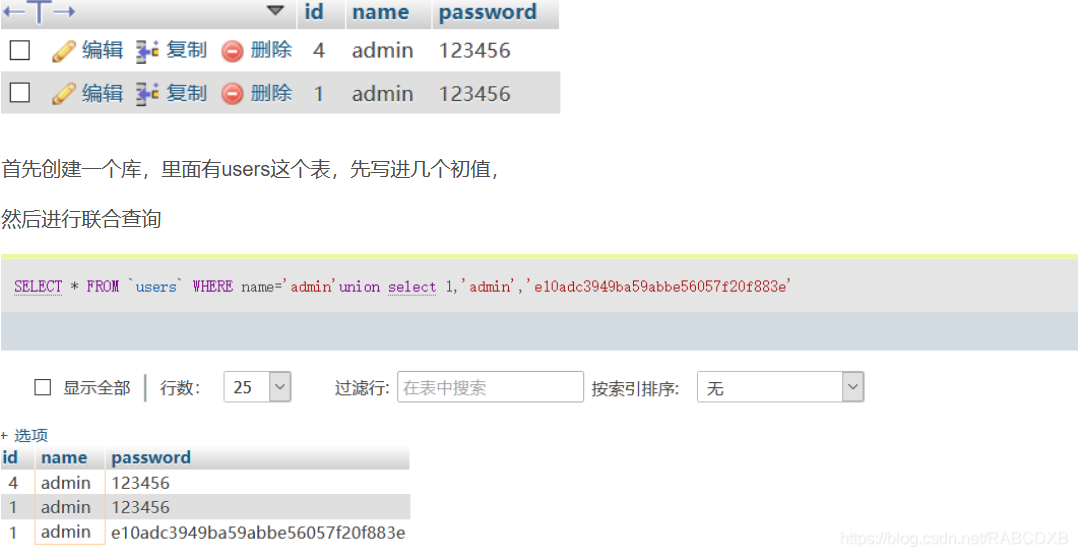 id name password
编辑 复制 删除 4 admin 123456
编辑 复制 删除 1 admin 123456
首先创建一个库，里面有users这个表，先写进几个初值，
然后进行联合查询
SELECT * FROM `users` WHERE name='admin'union select 1,'admin','e10adc3949ba59abbe56057f20f883e'
显示全部 行数： 25 过滤行: 在表中搜索 按索引排序: 无
+ 选项
id name password
4 admin 123456
1 admin 123456
1 admin e10adc3949ba59abbe56057f20f883e
https://blog.csdn.net/RABCDXB